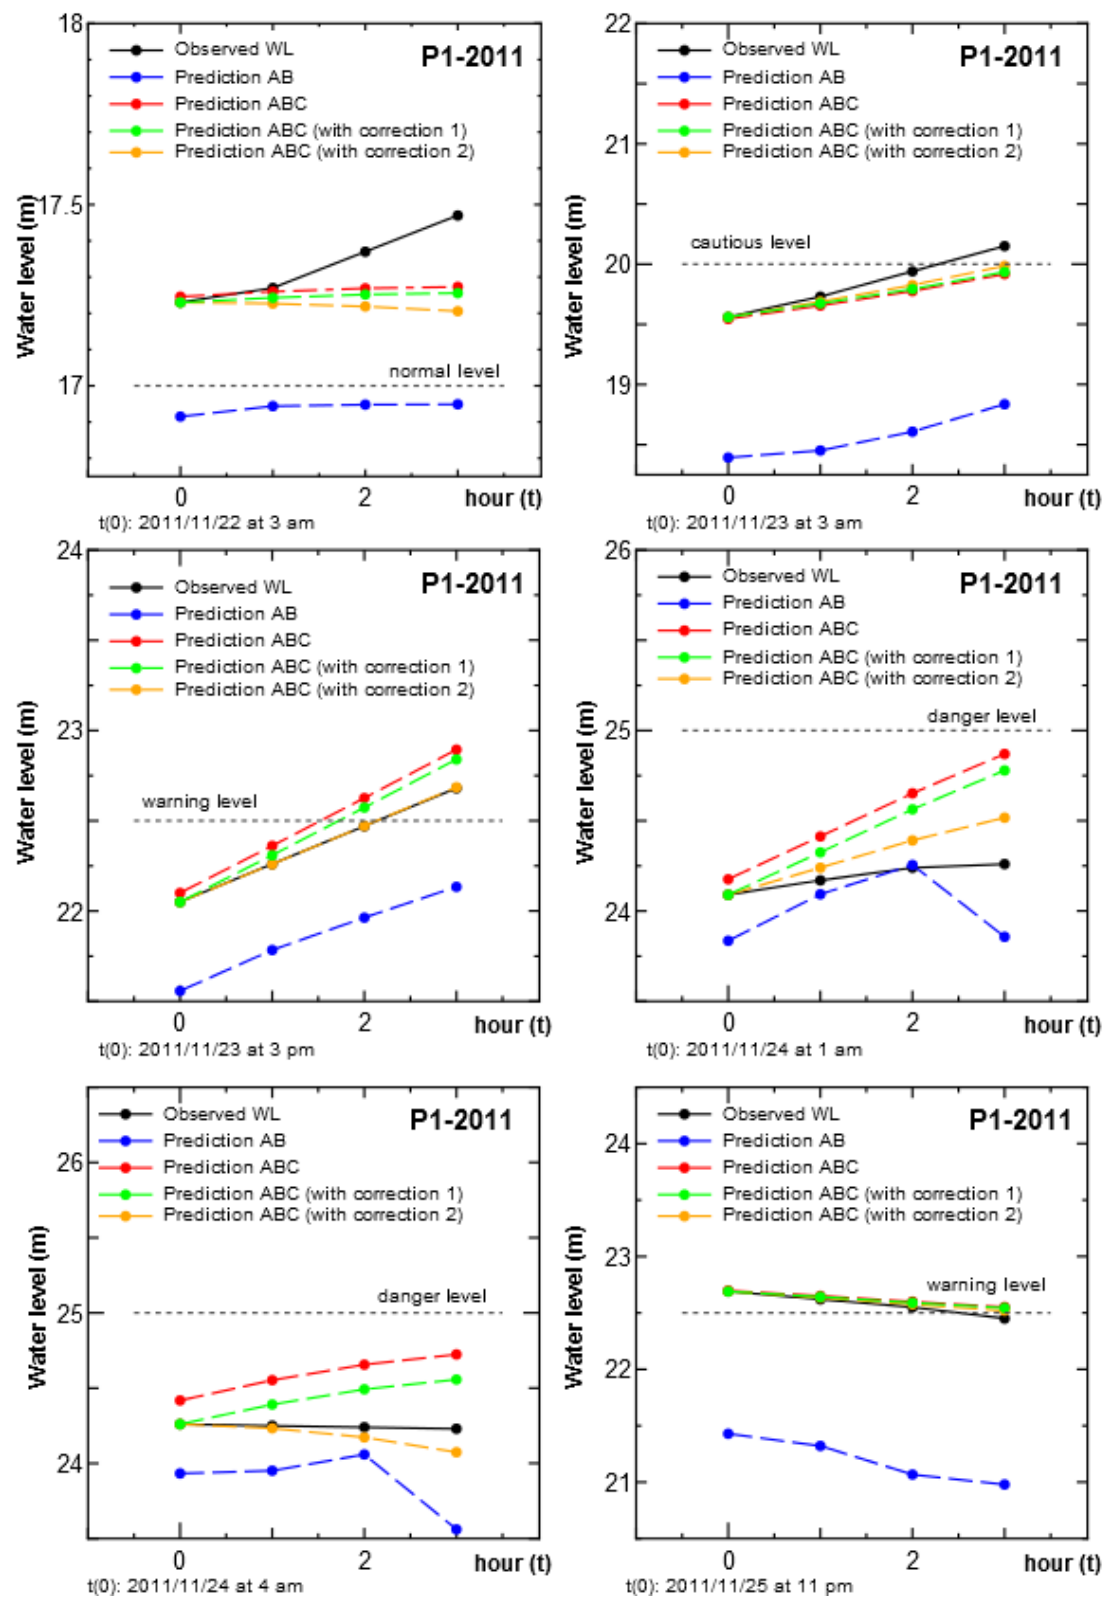 18
Observed WL
Prediction AB
Prediction ABC
Prediction ABC (with correction 1)
Prediction ABC (with correction 2)
P1-2011
17.5
17
Water level (m)
normal level
0
2
hour (t)
t(0): 2011/11/22 at 3 am
22
Observed WL
Prediction AB
Prediction ABC
Prediction ABC (with correction 1)
Prediction ABC (with correction 2)
P1-2011
21
20
19
Water level (m)
cautious level
0
2
hour (t)
t(0): 2011/11/23 at 3 am
24
Observed WL
Prediction AB
Prediction ABC
Prediction ABC (with correction 1)
Prediction ABC (with correction 2)
P1-2011
23
22
Water level (m)
warning level
0
2
hour (t)
t(0): 2011/11/23 at 3 pm
26
Observed WL
Prediction AB
Prediction ABC
Prediction ABC (with correction 1)
Prediction ABC (with correction 2)
P1-2011
25
24
Water level (m)
danger level
0
2
hour (t)
t(0): 2011/11/24 at 1 am
Observed WL
Prediction AB
Prediction ABC
Prediction ABC (with correction 1)
Prediction ABC (with correction 2)
P1-2011
26
25
24
Water level (m)
danger level
0
2
hour (t)
t(0): 2011/11/24 at 4 am
Observed WL
Prediction AB
Prediction ABC
Prediction ABC (with correction 1)
Prediction ABC (with correction 2)
P1-2011
24
23
22
21
Water level (m)
warning level
0
2
hour (t)
t(0): 2011/11/25 at 11 pm